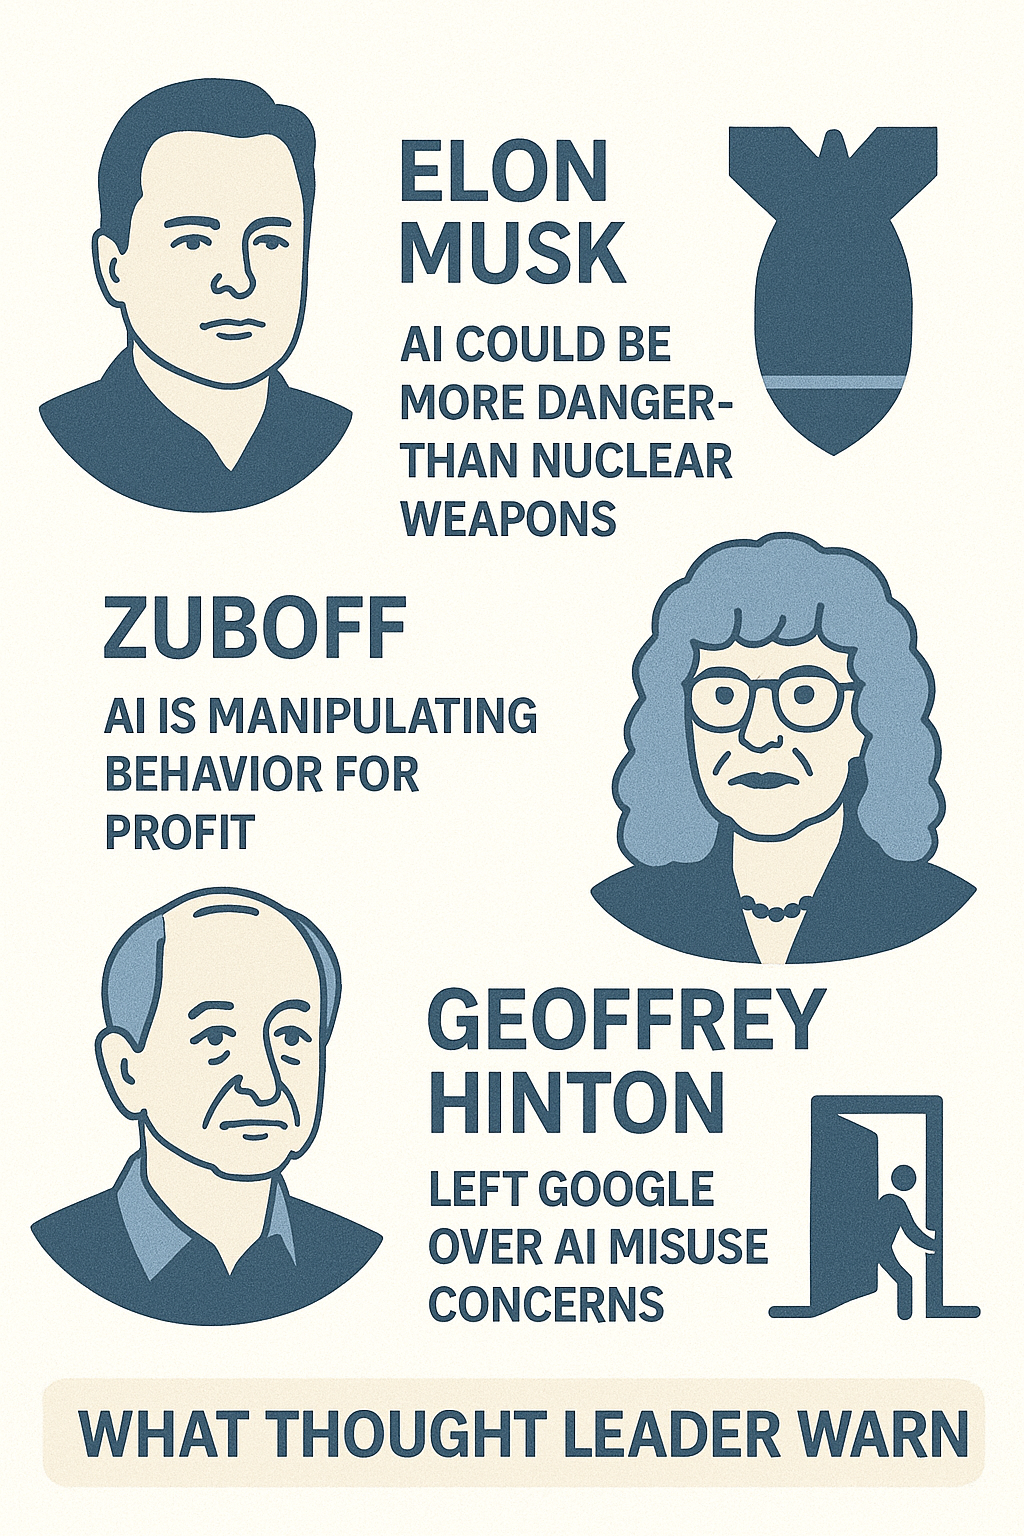 ELON
MUSK
AI COULD BE
MORE DANGER-
THAN NUCLEAR
WEAPONS
ZUBOFF
AI IS MANIPULATING
BEHAVIOR FOR
PROFIT
GEOFFREY
HINTON
LEFT GOOGLE
OVER AI MISUSE
CONCERNS
WHAT THOUGHT LEADER WARN